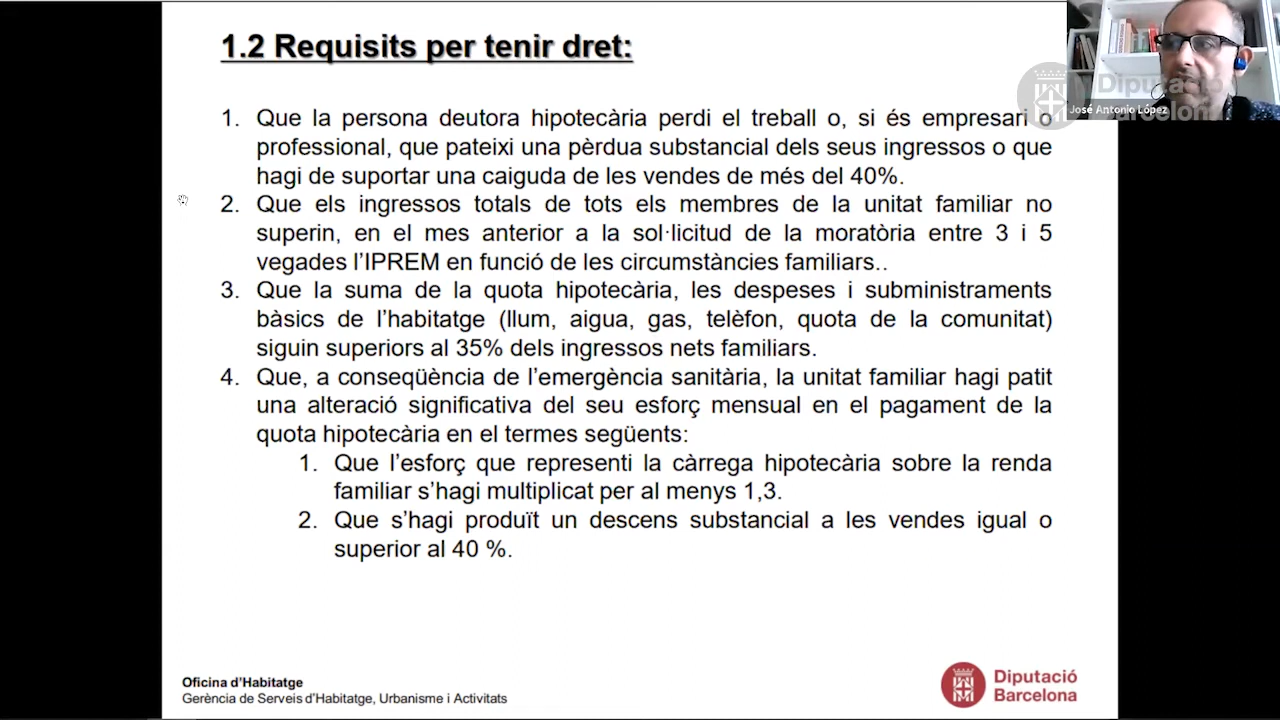 1.2 Requisits per tenir dret:
1. Que la persona deutora hipotecària perdi el treball o, si és empresari o
professional, que pateixi una pèrdua substancial dels seus ingressos o que
hagi de suportar una caiguda de les vendes de més del 40%.
2. Que els ingressos totals de tots els membres de la unitat familiar no
superin, en el mes anterior a la sol·licitud de la moratòria entre 3 i 5
vegades l’IPREM en funció de les circumstàncies familiars..
3. Que la suma de la quota hipotecària, les despeses i subministraments
bàsics de l’habitatge (llum, aigua, gas, telèfon, quota de la comunitat)
siguin superiors al 35% dels ingressos nets familiars.
4. Que, a conseqüència de l’emergència sanitària, la unitat familiar hagi patit
una alteració significativa del seu esforç mensual en el pagament de la
quota hipotecària en el termes següents:
1. Que l’esforç que representi la càrrega hipotecària sobre la renda
familiar s’hagi multiplicat per al menys 1,3.
2. Que s’hagi produït un descens substancial a les vendes igual o
superior al 40 %.
Oficina d’Habitatge
Gerència de Serveis d’Habitatge, Urbanisme i Activitats
Diputació
Barcelona
José Antonio López
Diputació
Barcelona